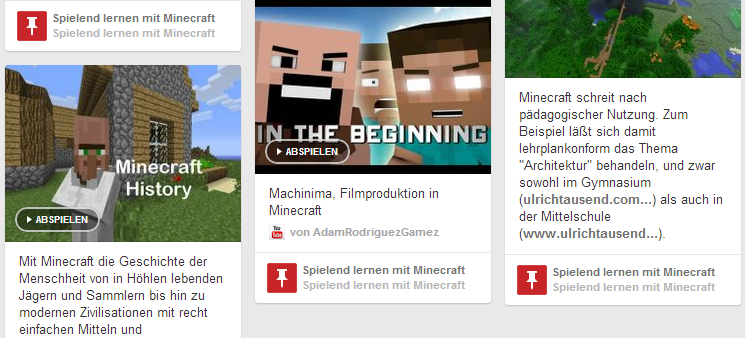 Spielend lernen mit Minecraft
Spielend lernen mit Minecraft
Minecraft
History
ABSPIELEN
Mit Minecraft die Geschichte der
Menschheit von in Höhlen lebenden
Jägern und Sammlern bis hin zu
modernen Zivilisationen mit recht
einfachen Mitteln und
IN THE BEGINNING
ABSPIELEN
Machinima, Filmproduktion in
Minecraft
You Tube von AdamRodriguezGamez
Spielend lernen mit Minecraft
Spielend lernen mit Minecraft
Minecraft schreit nach
pädagogischer Nutzung. Zum
Beispiel läßt sich damit
lehrplankonform das Thema
"Architektur" behandeln, und zwar
sowohl im Gymnasium
(ulrichtausend.com...) als auch in
der Mittelschule
(www.ulrichtausend...).
Spielend lernen mit Minecraft
Spielend lernen mit Minecraft